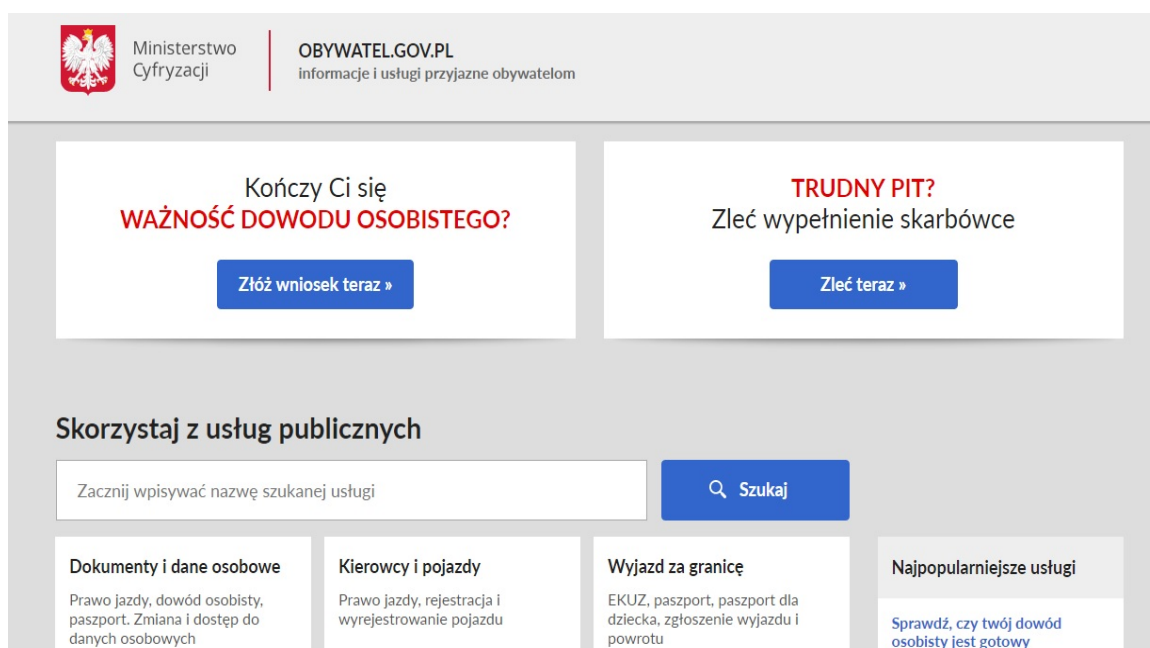 Ministerstwo
Cyfryzacji
OBYWATEL.GOV.PL
informacje i usługi przyjazne obywatelom
Kończy Ci się
WAŻNOŚĆ DOWODU OSOBISTEGO?
Złóż wniosek teraz »
TRUDNY PIT?
Zleć wypełnienie skarbówce
Zleć teraz »
Skorzystaj z usług publicznych
Zacznij wpisywać nazwę szukanej usługi
Szukaj
Dokumenty i dane osobowe
Prawo jazdy, dowód osobisty,
paszport. Zmiana i dostęp do
danych osobowych
Kierowcy i pojazdy
Prawo jazdy, rejestracja i
wyrejestrowanie pojazdu
Wyjazd za granicę
EKUZ, paszport, paszport dla
dziecka, zgłoszenie wyjazdu i
powrotu
Najpopularniejsze usługi
Sprawdź, czy twój dowód
osobisty jest gotowy